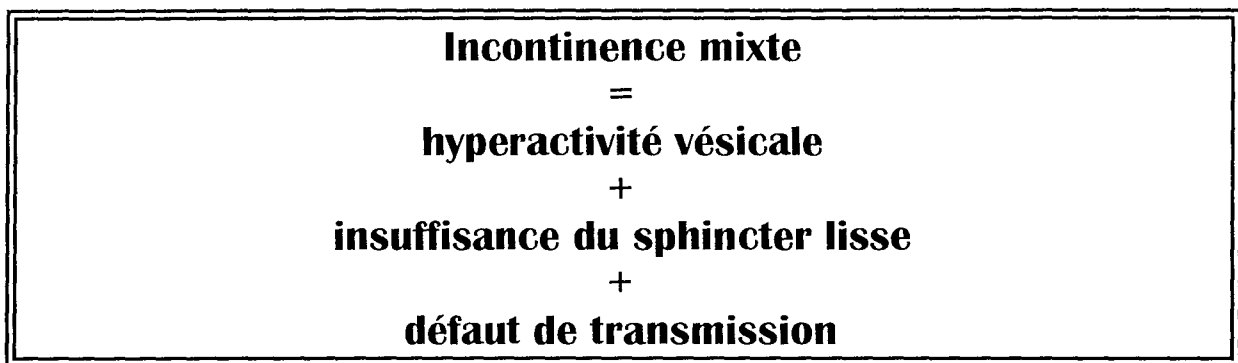 Incontinence mixte
=
hyperactivité vésicale
+
insuffisance du sphincter lisse
+
défaut de transmission